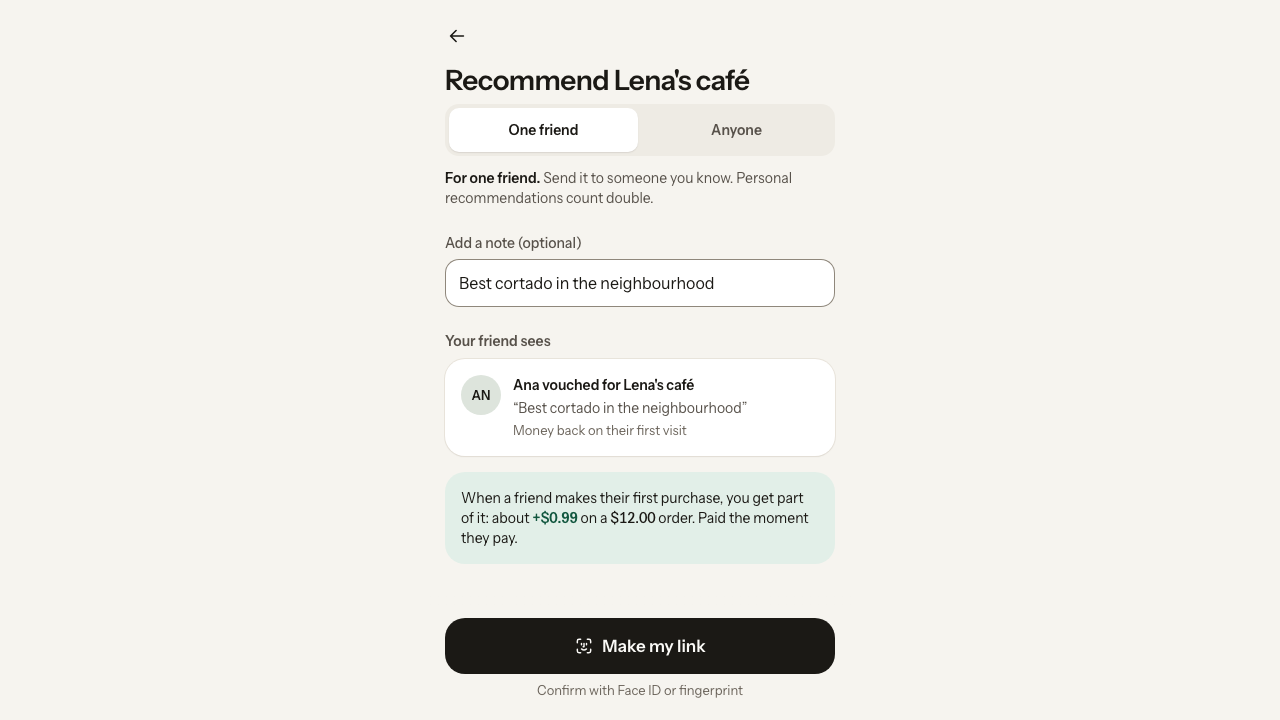 Recommend Lena's café
One friend
Anyone
For one friend. Send it to someone you know. Personal
recommendations count double.
Add a note (optional)
Best cortado in the neighbourhood
Your friend sees
AN
Ana vouched for Lena's café
“Best cortado in the neighbourhood”
Money back on their first visit
When a friend makes their first purchase, you get part
of it: about +$0.99 on a $12.00 order. Paid the moment
they pay.
Make my link
Confirm with Face ID or fingerprint